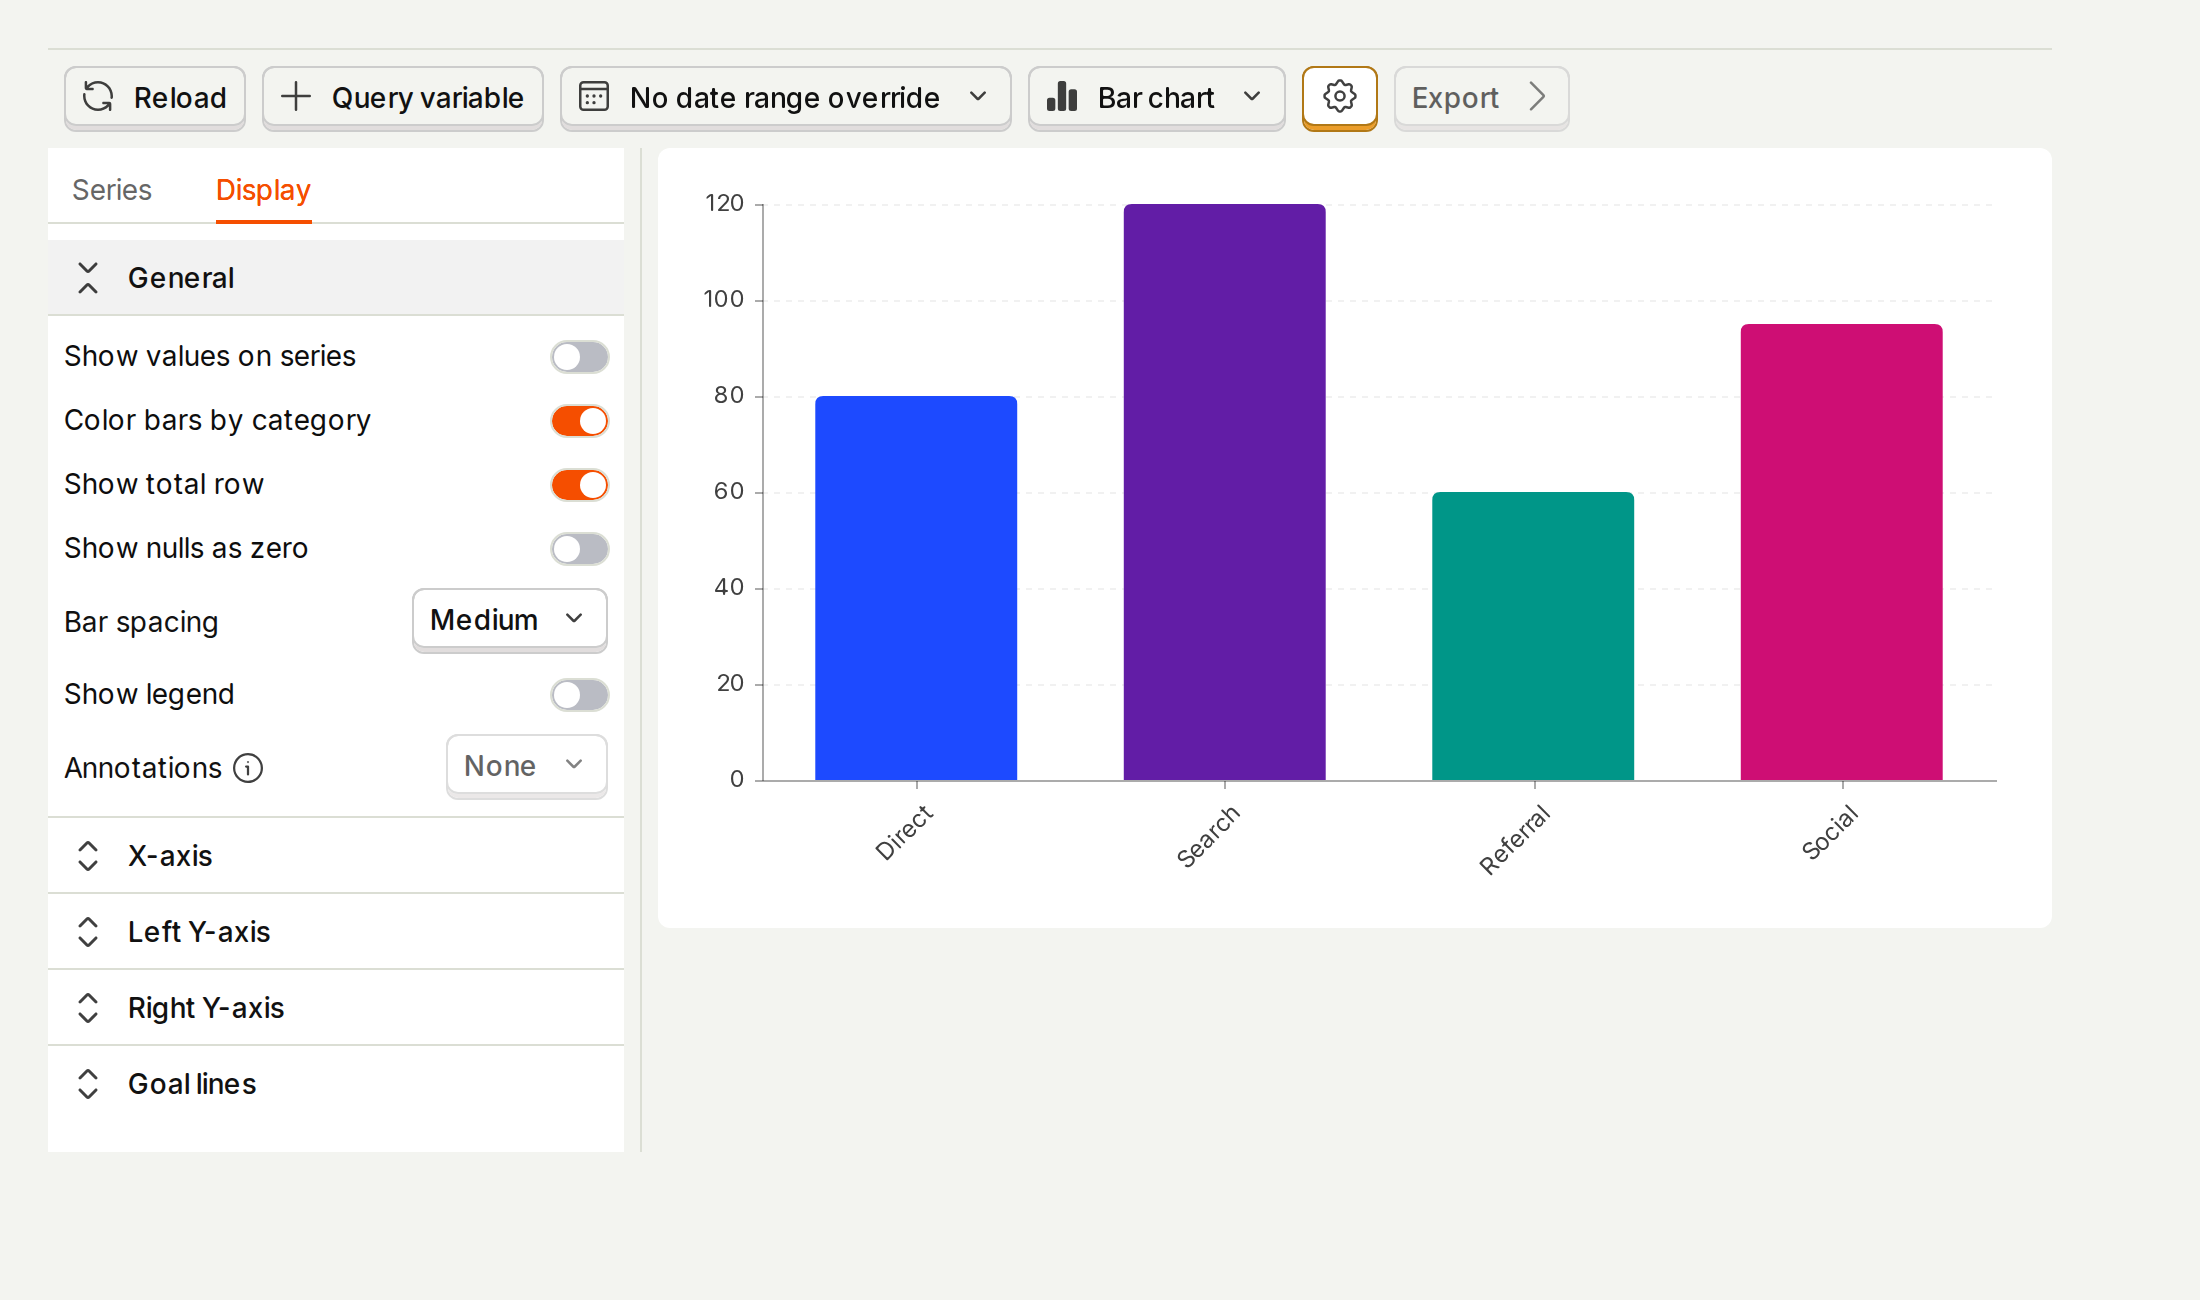 Reload
Query variable
No date range override
Bar chart
Export
Series
Display
General
Show values on series
Color bars by category
Show total row
Show nulls as zero
Bar spacing
Medium
Show legend
Annotations
None
X-axis
Left Y-axis
Right Y-axis
Goal lines
120
100
80
60
40
20
0
Direct
Search
Referral
Social